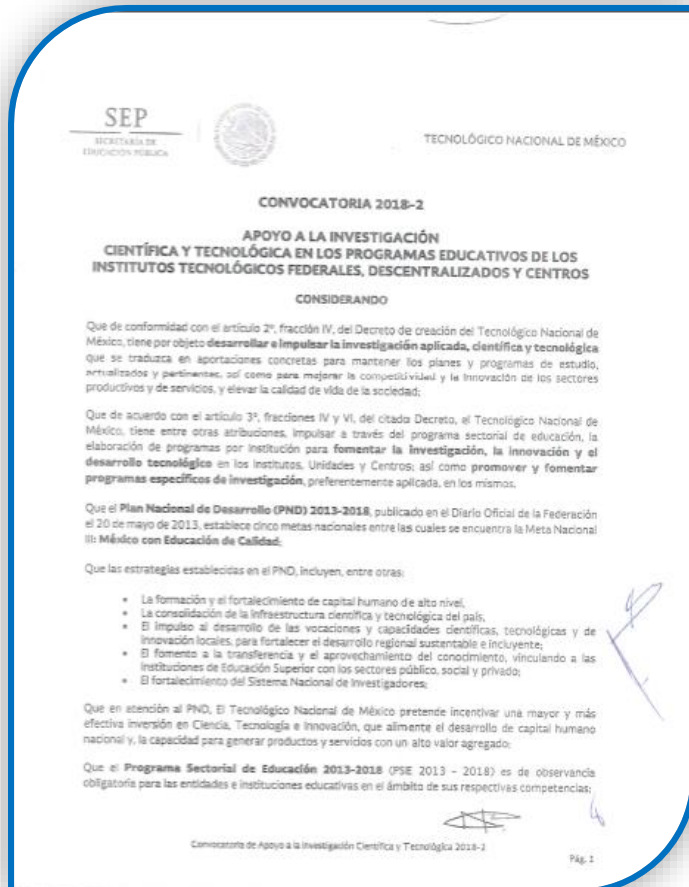 SEP
SECRETARÍA DE
EDUCACIÓN PÚBLICA
TECNOLÓGICO NACIONAL DE MÉXICO
CONVOCATORIA 2018-2
APOYO A LA INVESTIGACIÓN
CIENTÍFICA Y TECNOLÓGICA EN LOS PROGRAMAS EDUCATIVOS DE LOS
INSTITUTOS TECNOLÓGICOS FEDERALES, DESCENTRALIZADOS Y CENTROS
CONSIDERANDO
Que de conformidad con el artículo 2°, fracción IV, del Decreto de creación del Tecnológico Nacional de
México, tiene por objeto desarrollar e impulsar la investigación aplicada, científica y tecnológica
que se traduzca en aportaciones concretas para mantener los planes y programas de estudio,
actualizados y pertinentes, así como para mejorar la competitividad y la innovación de los sectores
productivos y de servicios, y elevar la calidad de vida de la sociedad;
Que de acuerdo con el artículo 3°, fracciones IV y VI, del citado Decreto, el Tecnológico Nacional de
México, tiene entre otras atribuciones, impulsar a través del programa sectorial de educación, la
elaboración de programas por institución para fomentar la investigación, la innovación y el
desarrollo tecnológico en los Institutos, Unidades y Centros; así como promover y fomentar
programas específicos de investigación, preferentemente aplicada, en los mismos.
Que el Plan Nacional de Desarrollo (PND) 2013-2018, publicado en el Diario Oficial de la Federación
el 20 de mayo de 2013, establece cinco metas nacionales entre las cuales se encuentra la Meta Nacional
III: México con Educación de Calidad;
Que las estrategias establecidas en el PND, incluyen, entre otras:
• La formación y el fortalecimiento de capital humano de alto nivel,
• La consolidación de la infraestructura científica y tecnológica del país,
• El impulso al desarrollo de las vocaciones y capacidades científicas, tecnológicas y de
innovación locales, para fortalecer el desarrollo regional sustentable e incluyente;
• El fomento a la transferencia y el aprovechamiento del conocimiento, vinculando a las
Instituciones de Educación Superior con los sectores público, social y privado;
• El fortalecimiento del Sistema Nacional de Investigadores;
Que en atención al PND, El Tecnológico Nacional de México pretende incentivar una mayor y más
efectiva inversión en Ciencia, Tecnología e Innovación, que alimente el desarrollo de capital humano
nacional y, la capacidad para generar productos y servicios con un alto valor agregado;
Que el Programa Sectorial de Educación 2013-2018 (PSE 2013 - 2018) es de observancia
obligatoria para las entidades e instituciones educativas en el ámbito de sus respectivas competencias;
Convocatoria de Apoyo a la Investigación Científica y Tecnológica 2018-2
Pág. 1